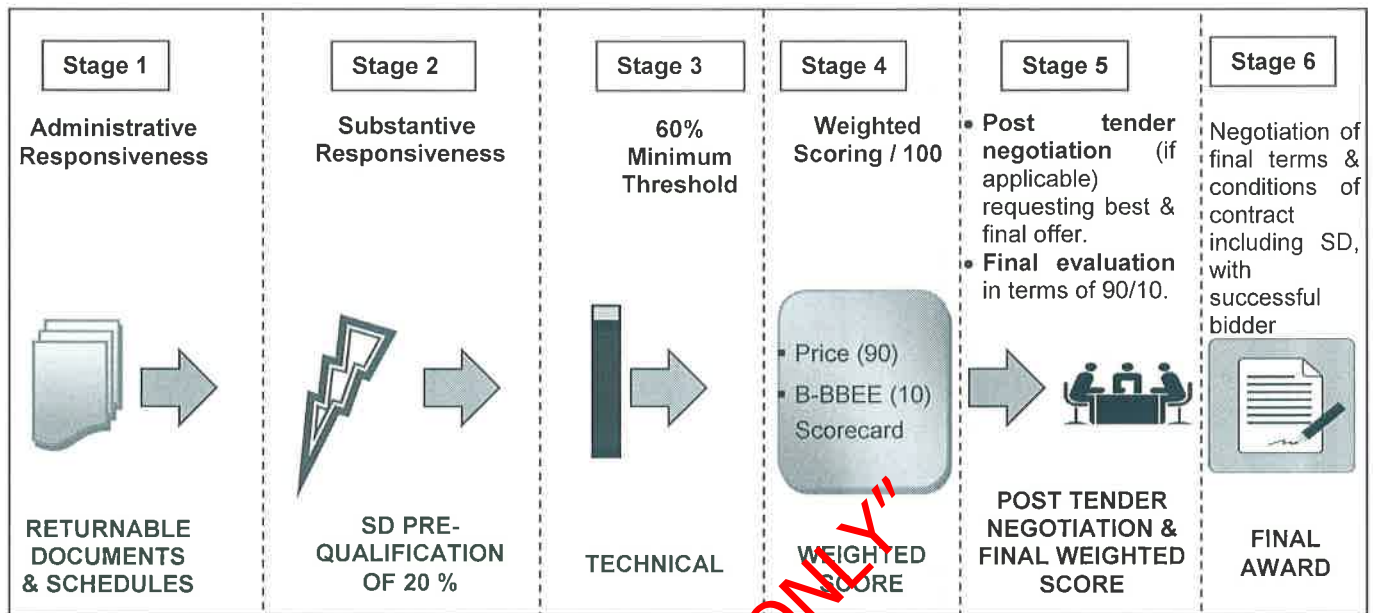 Stage 1
Administrative
Responsiveness
RETURNABLE
DOCUMENTS
& SCHEDULES
Stage 2
Substantive
Responsiveness
SD PRE-
QUALIFICATION
OF 20 %
Stage 3
60%
Minimum
Threshold
TECHNICAL
Stage 4
Weighted
Scoring / 100
▪ Price (90)
▪ B-BBEE (10)
Scorecard
WEIGHTED
SCORE
Stage 5
• Post tender
negotiation (if
applicable)
requesting best &
final offer.
• Final evaluation
in terms of 90/10.
POST TENDER
NEGOTIATION &
FINAL WEIGHTED
SCORE
Stage 6
Negotiation of
final terms &
conditions of
contract
including SD,
with
successful
bidder
FINAL
AWARD
ONLY"